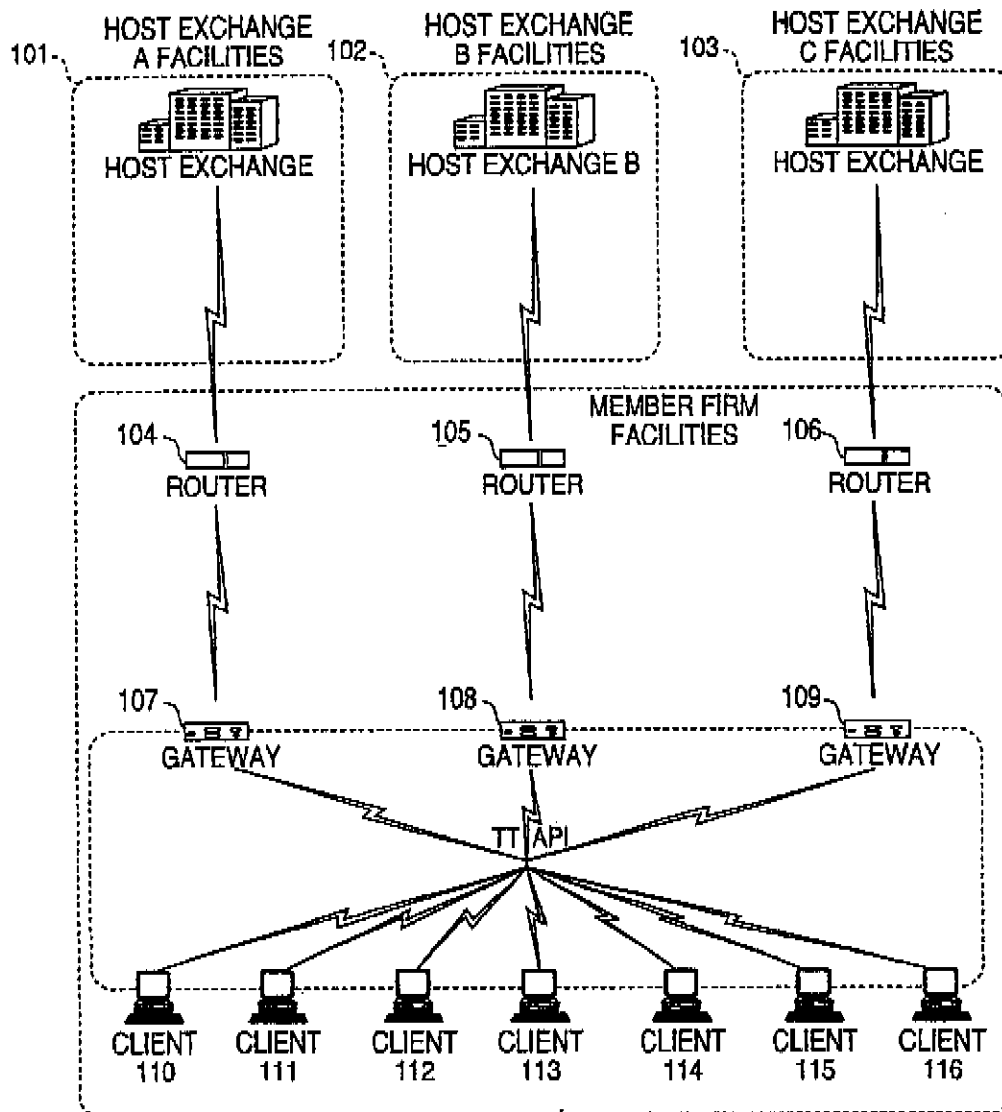 HOST EXCHANGE
A FACILITIES
HOST EXCHANGE
B FACILITIES
HOST EXCHANGE
C FACILITIES
101
102
103
HOST EXCHANGE
HOST EXCHANGE B
HOST EXCHANGE
MEMBER FIRM
FACILITIES
104
105
106
ROUTER
ROUTER
ROUTER
107
108
109
GATEWAY
GATEWAY
GATEWAY
TT API
CLIENT
110
CLIENT
111
CLIENT
112
CLIENT
113
CLIENT
114
CLIENT
115
CLIENT
116